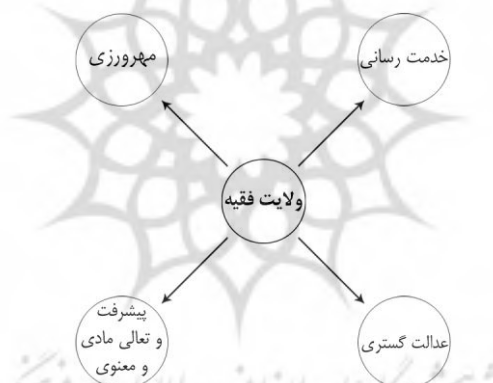 خدمت رسانی
مهرورزی
ولایت فقیه
عدالت گستری
پیشرفت
و تعالی مادی
و معنوی